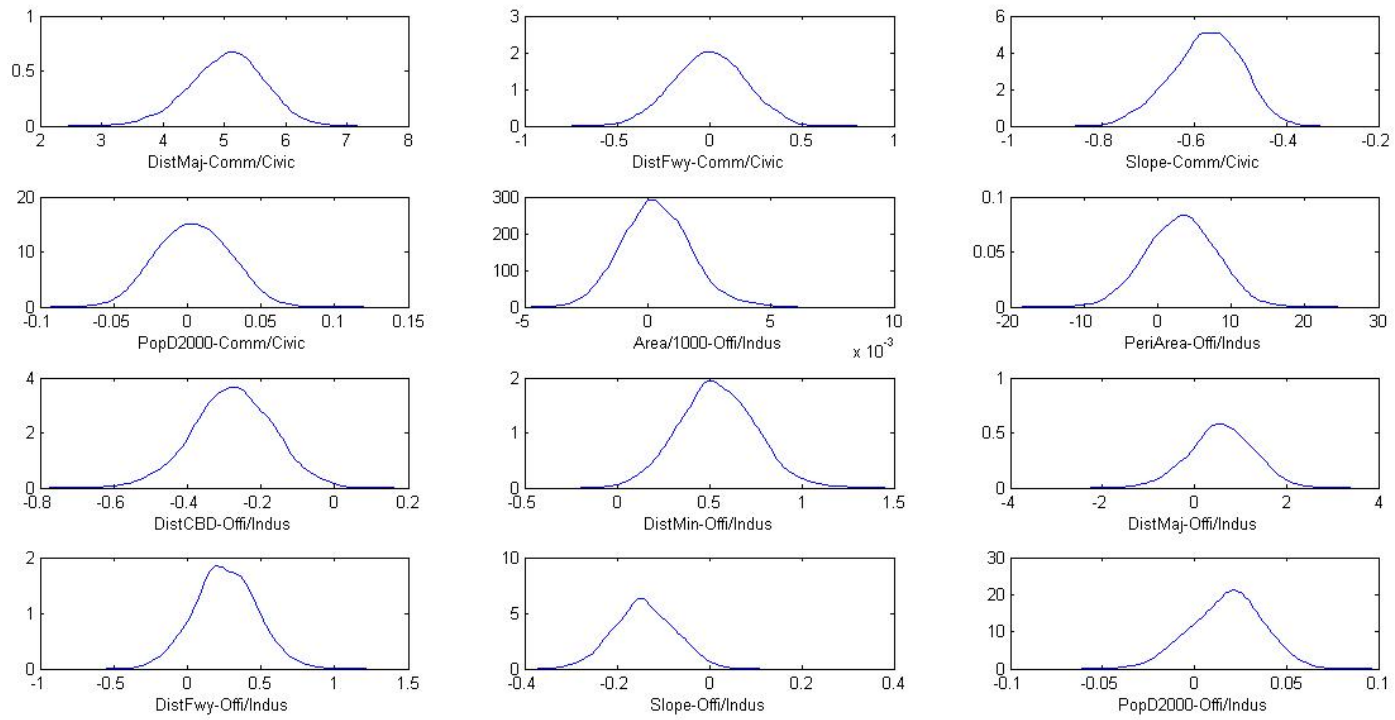 1
0.5
0
2 3 4 5 6 7 8
DistMaj-Comm/Civic
3
2
1
0
-1 -0.5 0 0.5 1
DistFwy-Comm/Civic
6
4
2
0
-1 -0.8 -0.6 -0.4 -0.2
Slope-Comm/Civic
20
10
0
-0.1 -0.05 0 0.05 0.1 0.15
PopD2000-Comm/Civic
300
200
100
0
-5 0 5 10
Area/1000-Offi/Indus
x 10^-3
0.1
0.05
0
-20 -10 0 10 20 30
PeriArea-Offi/Indus
4
2
0
-0.8 -0.6 -0.4 -0.2 0 0.2
DistCBD-Offi/Indus
2
1
0
-0.5 0 0.5 1 1.5
DistMin-Offi/Indus
1
0.5
0
-4 -2 0 2 4
DistMaj-Offi/Indus
2
1
0
-1 -0.5 0 0.5 1 1.5
DistFwy-Offi/Indus
10
5
0
-0.4 -0.2 0 0.2 0.4
Slope-Offi/Indus
30
20
10
0
-0.1 -0.05 0 0.05 0.1
PopD2000-Offi/Indus